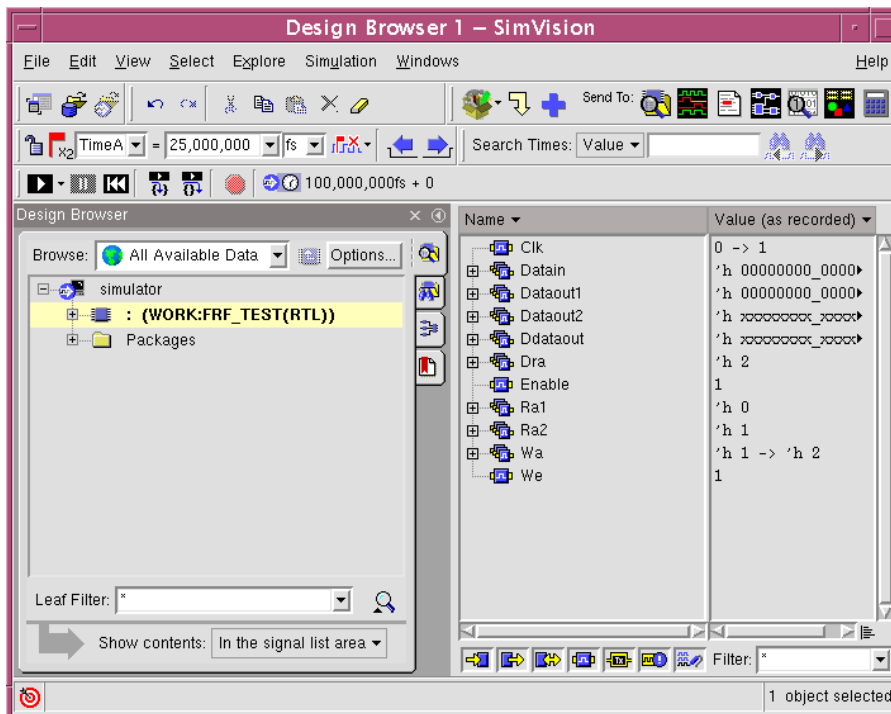 Design Browser 1 – SimVision
File Edit View Select Explore Simulation Windows Help
Send To:
x2 TimeA = 25,000,000 fs Search Times: Value
100,000,000fs + 0
Design Browser
Browse: All Available Data Options...
simulator
: (WORK:FRF_TEST(RTL))
Packages
Leaf Filter: *
Show contents: In the signal list area
Name Value (as recorded)
Clk 0 -> 1
Datain 'h 00000000_0000
Dataout1 'h 00000000_0000
Dataout2 'h xxxxxxxx_xxxx
Ddataout 'h xxxxxxxx_xxxx
Dra 'h 2
Enable 1
Ra1 'h 0
Ra2 'h 1
Wa 'h 1 -> 'h 2
We 1
Filter: *
1 object selected